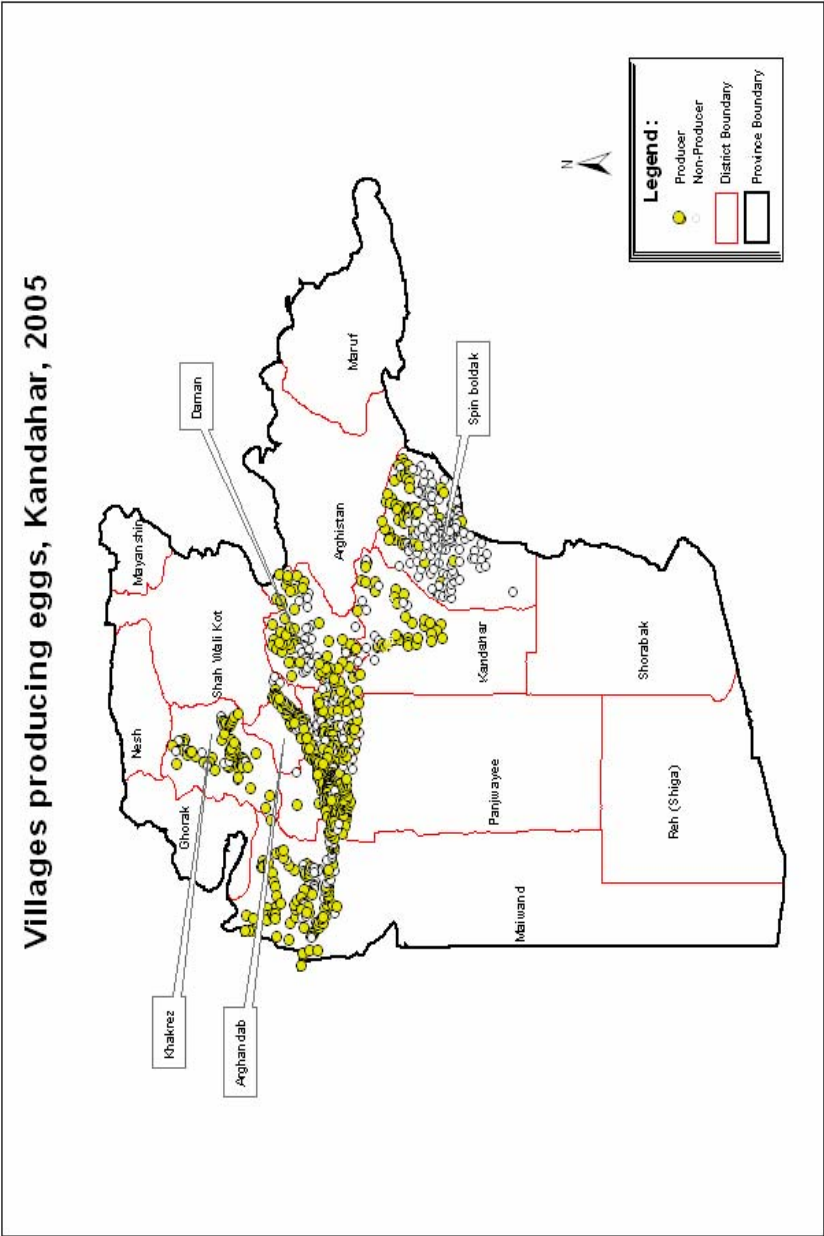 Villages producing eggs, Kandahar, 2005
Mayanshin
Nesh
Shah Wali Kot
Ghorak
Daman
Khakrez
Arghandab
Maruf
Arghistan
Spin boldak
Kandahar
Panjwayee
Maiwand
Shorabak
Reh (Shiga)
N
Legend :
Producer
Non-Producer
District Boundary
Province Boundary